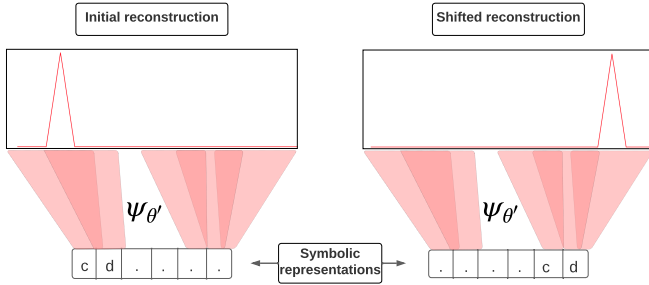 Initial reconstruction
Shifted reconstruction
ψθ′
ψθ′
c d . . . .
Symbolic
representations
. . . . c d